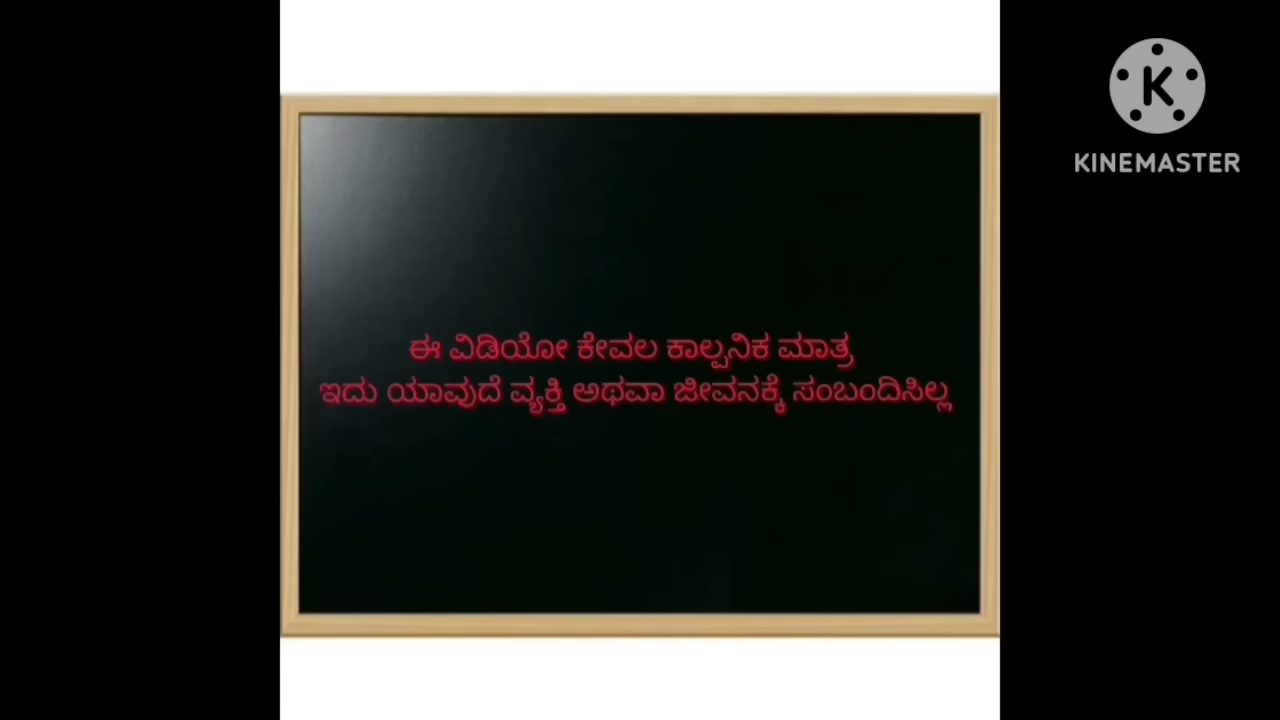 KINEMASTER
ಈ ವಿಡಿಯೋ ಕೇವಲ ಕಾಲ್ಪನಿಕ ಮಾತ್ರ
ಇದು ಯಾವುದೆ ವ್ಯಕ್ತಿ ಅಥವಾ ಜೀವನಕ್ಕೆ ಸಂಬಂದಿಸಿಲ್ಲ